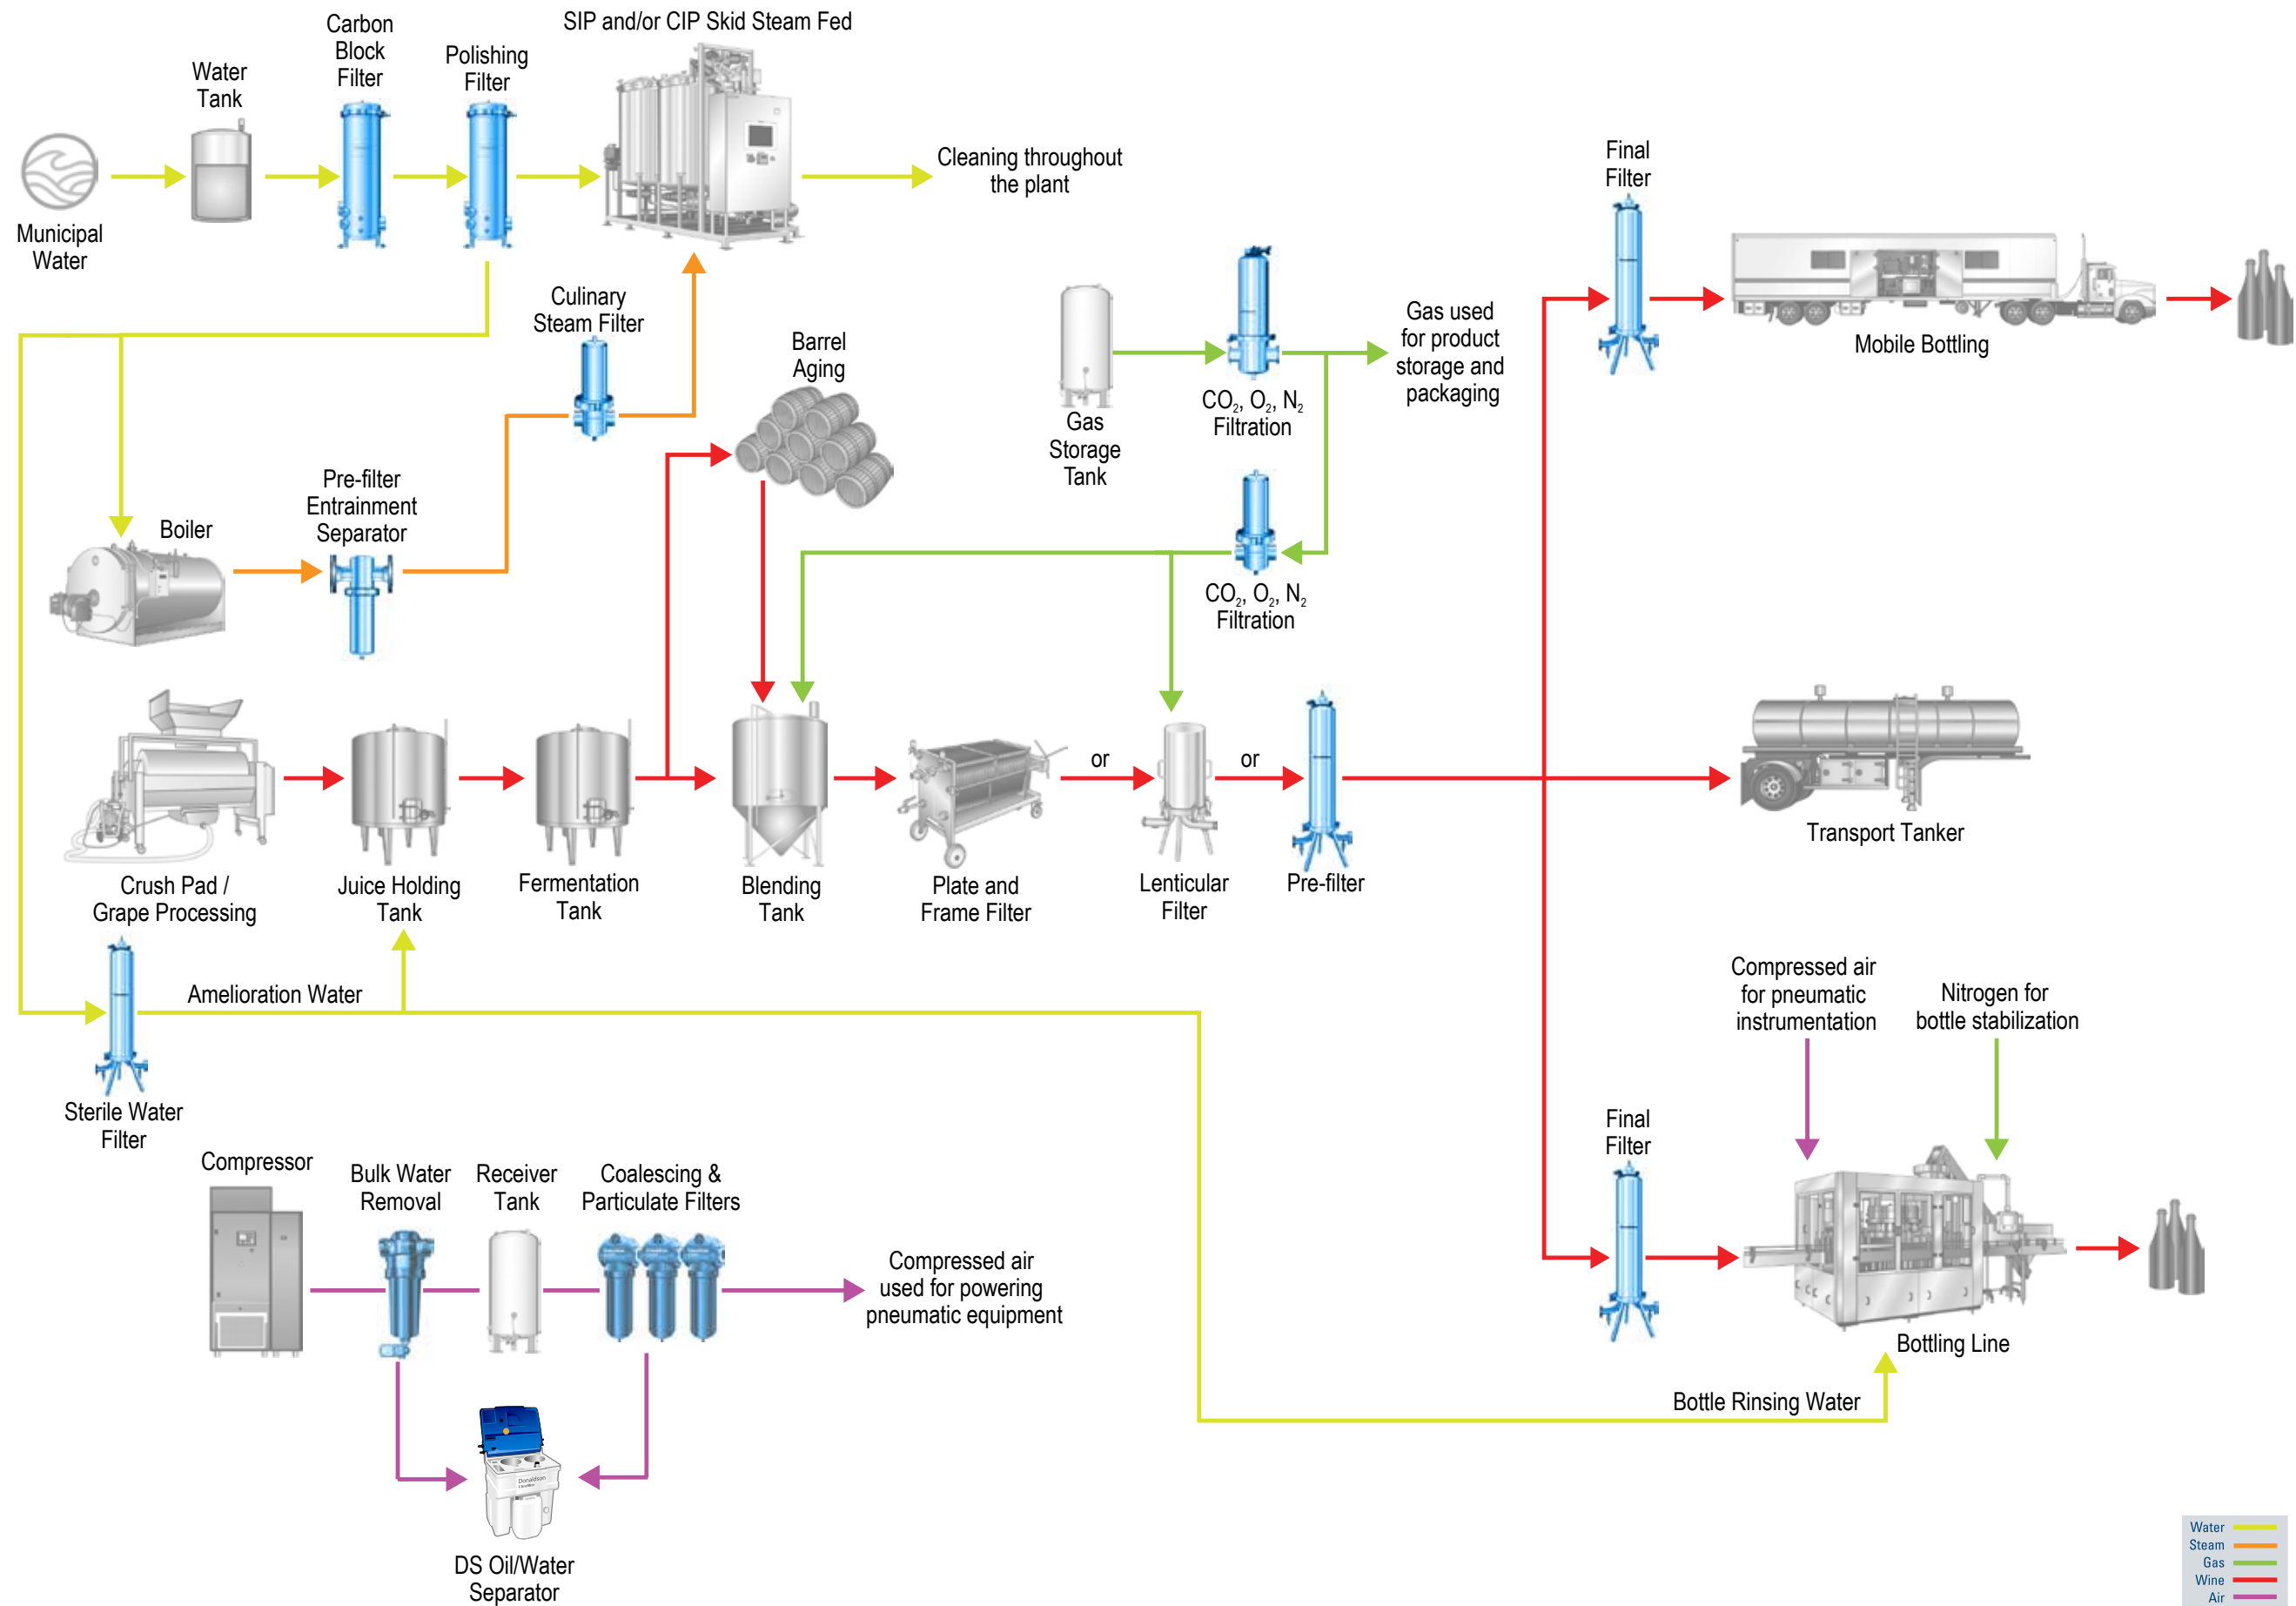 SIP and/or CIP Skid Steam Fed
Carbon
Block
Filter
Polishing
Filter
Water
Tank
Municipal
Water
Cleaning throughout
the plant
Final
Filter
Mobile Bottling
Culinary
Steam Filter
Barrel
Aging
Gas
Storage
Tank
CO₂, O₂, N₂
Filtration
Gas used
for product
storage and
packaging
Boiler
Pre-filter
Entrainment
Separator
CO₂, O₂, N₂
Filtration
Crush Pad /
Grape Processing
Juice Holding
Tank
Fermentation
Tank
Blending
Tank
Plate and
Frame Filter
or
Lenticular
Filter
or
Pre-filter
Transport Tanker
Amelioration Water
Sterile Water
Filter
Compressed air
for pneumatic
instrumentation
Nitrogen for
bottle stabilization
Final
Filter
Bottling Line
Bottle Rinsing Water
Compressor
Bulk Water
Removal
Receiver
Tank
Coalescing &
Particulate Filters
Compressed air
used for powering
pneumatic equipment
Donaldson
DS Oil/Water
Separator
Water
Steam
Gas
Wine
Air